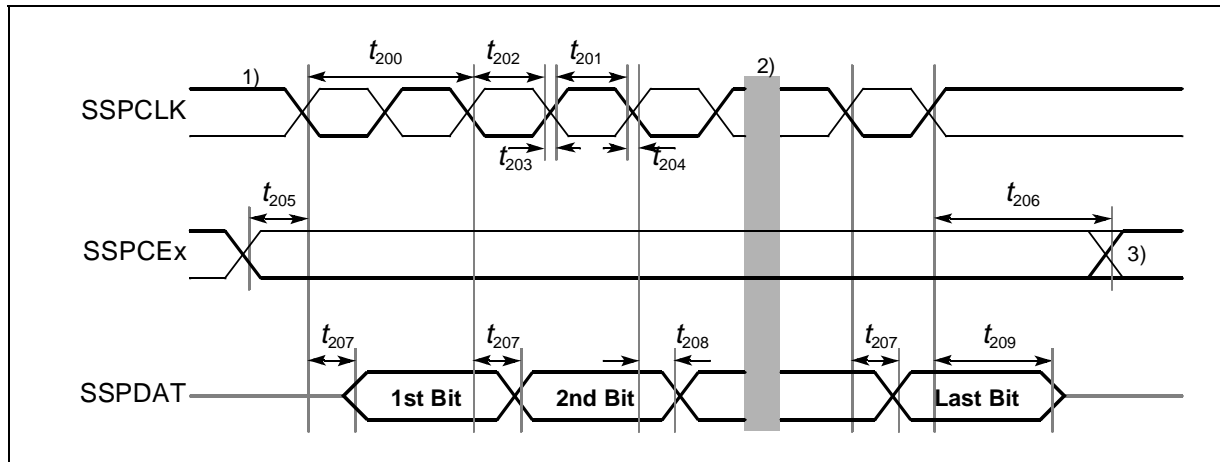 t200 t202 t201
1) 2)
SSPCLK
t203 t204
t205 t206
SSPCEx 3)
t207 t207 t208 t207 t209
SSPDAT 1st Bit 2nd Bit Last Bit